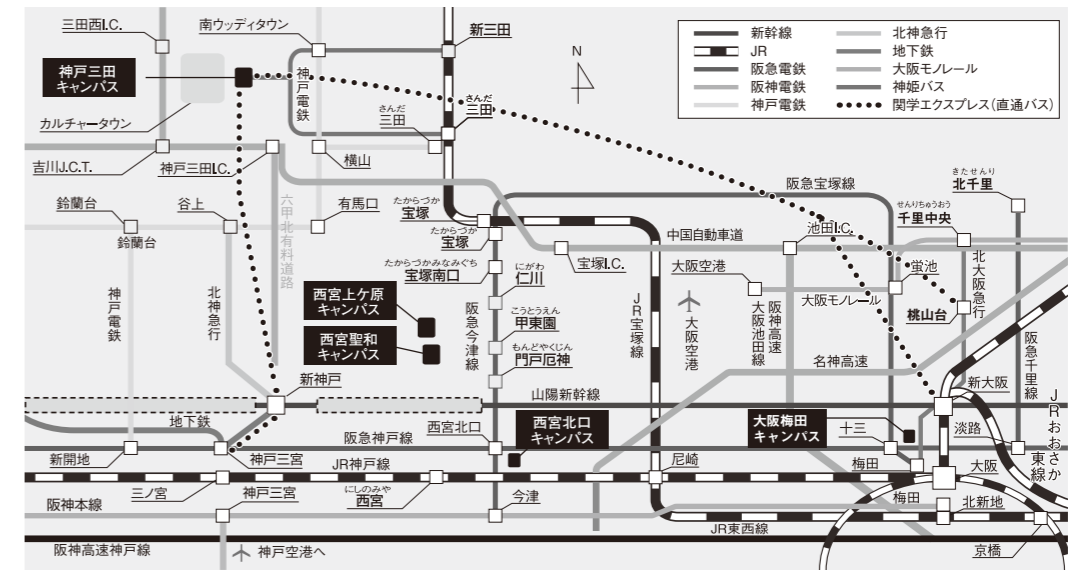 三田西I.C.
南ウッディタウン
新三田
神戸三田
キャンパス
神戸電鉄
カルチャータウン
N
新幹線
JR
阪急電鉄
阪神電鉄
神戸電鉄
北神急行
地下鉄
大阪モノレール
神姫バス
関学エクスプレス(直通バス)
さんだ
三田
さんだ
三田
吉川J.C.T.
神戸三田I.C.
横山
六甲北有料道路
鈴蘭台
谷上
有馬口
鈴蘭台
たからづか
宝塚
たからづか
宝塚
たからづかみなみぐち
宝塚南口
阪急宝塚線
きたせんり
北千里
せんりちゅうおう
千里中央
中国自動車道
池田I.C.
宝塚I.C.
大阪空港
蛍池
大阪モノレール
北大阪急行
桃山台
にがわ
仁川
こうとうえん
甲東園
もんどやくじん
門戸厄神
神戸電鉄
北神急行
西宮上ケ原
キャンパス
西宮聖和
キャンパス
阪急今津線
JR宝塚線
大阪空港
阪神高速
大阪池田線
名神高速
阪急千里線
新神戸
山陽新幹線
新大阪
JRおおさか
東線
地下鉄
阪急神戸線
西宮北口
西宮北口
キャンパス
大阪梅田
キャンパス
十三
淡路
新開地
神戸三宮
JR神戸線
尼崎
梅田
大阪
三ノ宮
神戸三宮
にしのみや
西宮
今津
梅田
北新地
阪神本線
JR東西線
阪神高速神戸線
神戸空港へ
京橋